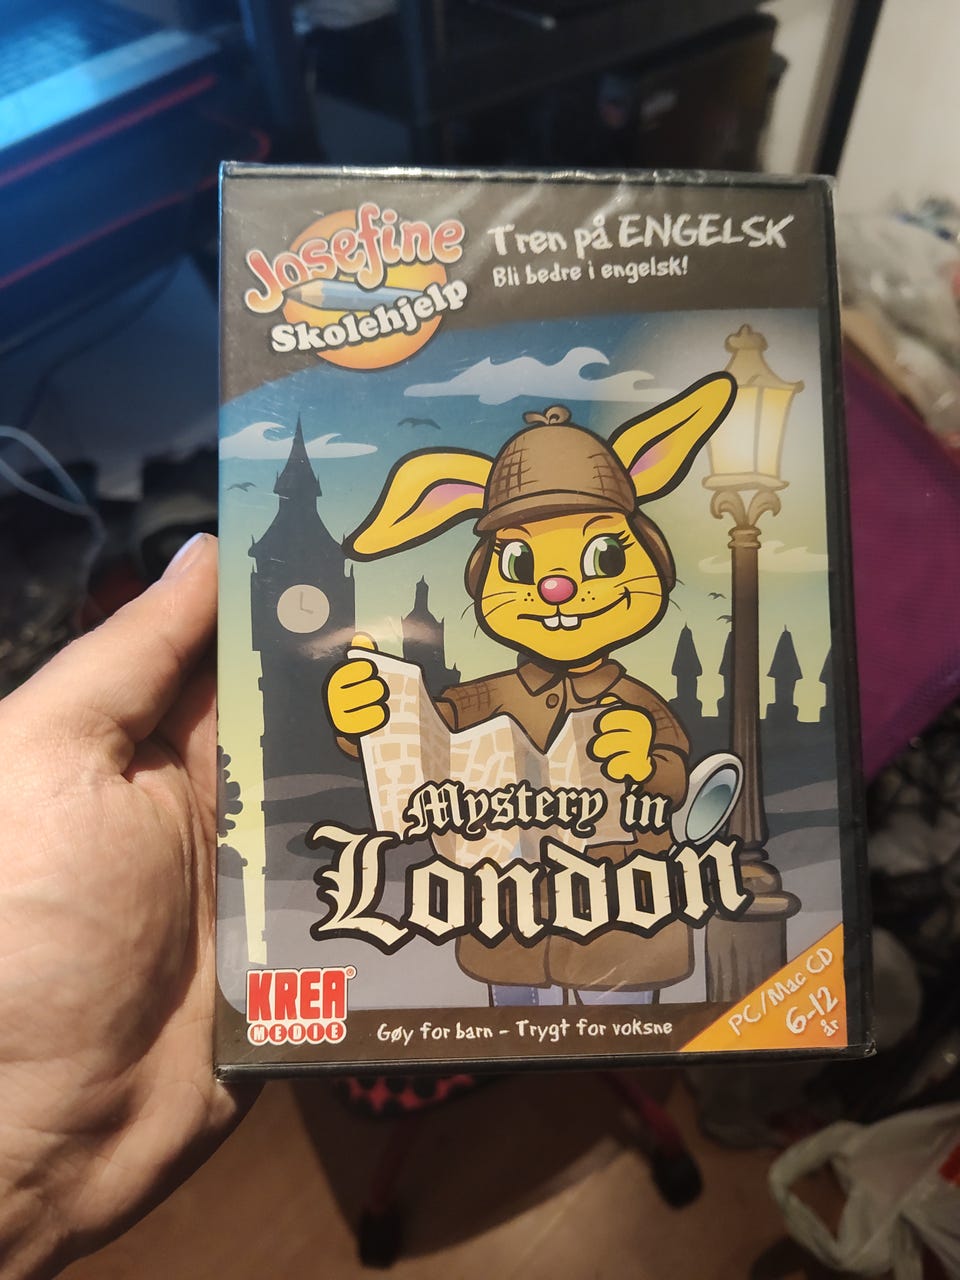 Josefine
Skolehjelp
Tren på ENGELSK
Bli bedre i engelsk!
Mystery in
London
KREA®
MEDIE
Gøy for barn - Trygt for voksne
PC/Mac CD
6-12
år